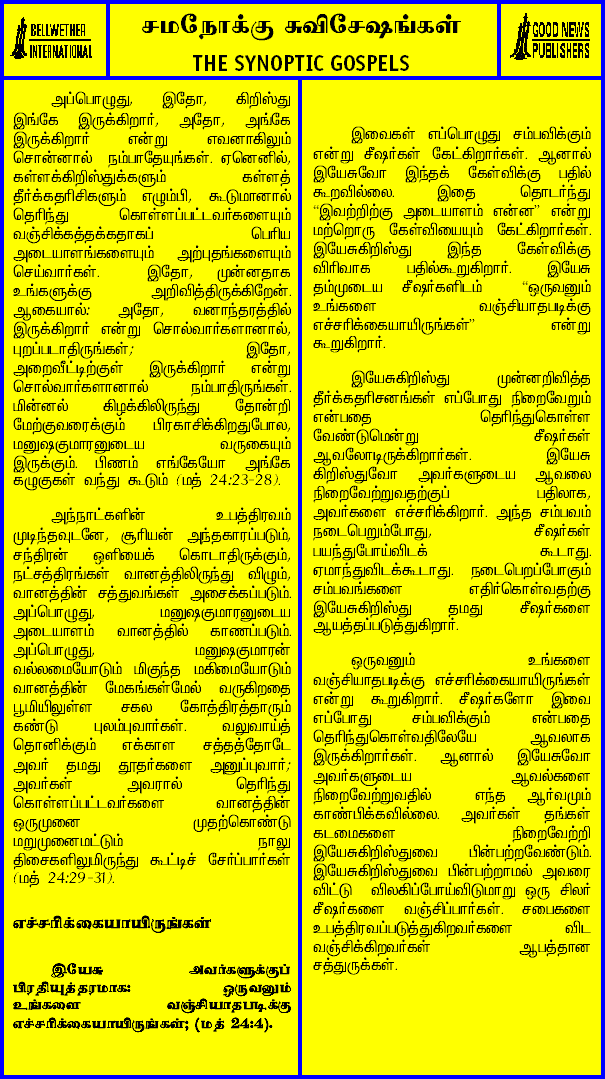 BELLWETHER
INTERNATIONAL
சமநோக்கு சுவிசேஷங்கள்
THE SYNOPTIC GOSPELS
GOOD NEWS
PUBLISHERS
அப்பொழுது, இதோ, கிறிஸ்து
இங்கே இருக்கிறார், அதோ, அங்கே
இருக்கிறார் என்று எவனாகிலும்
சொன்னால் நம்பாதேயுங்கள். ஏனெனில்,
கள்ளக்கிறிஸ்துக்களும் கள்ளத்
தீர்க்கதரிசிகளும் எழும்பி, கூடுமானால்
தெரிந்து கொள்ளப்பட்டவர்களையும்
வஞ்சிக்கத்தக்கதாகப் பெரிய
அடையாளங்களையும் அற்புதங்களையும்
செய்வார்கள். இதோ, முன்னதாக
உங்களுக்கு அறிவித்திருக்கிறேன்.
ஆகையால்: அதோ, வனாந்தரத்தில்
இருக்கிறார் என்று சொல்வார்களானால்,
புறப்படாதிருங்கள்; இதோ,
அறைவீட்டிற்குள் இருக்கிறார் என்று
சொல்வார்களானால் நம்பாதிருங்கள்.
மின்னல் கிழக்கிலிருந்து தோன்றி
மேற்குவரைக்கும் பிரகாசிக்கிறதுபோல,
மனுஷகுமாரனுடைய வருகையும்
இருக்கும். பிணம் எங்கேயோ அங்கே
கழுகுகள் வந்து கூடும் (மத் 24:23-28).
அந்நாட்களின் உபத்திரவம்
முடிந்தவுடனே, சூரியன் அந்தகாரப்படும்,
சந்திரன் ஒளியைக் கொடாதிருக்கும்,
நட்சத்திரங்கள் வானத்திலிருந்து விழும்,
வானத்தின் சத்துவங்கள் அசைக்கப்படும்.
அப்பொழுது, மனுஷகுமாரனுடைய
அடையாளம் வானத்தில் காணப்படும்.
அப்பொழுது, மனுஷகுமாரன்
வல்லமையோடும் மிகுந்த மகிமையோடும்
வானத்தின் மேகங்கள்மேல் வருகிறதை
பூமியிலுள்ள சகல கோத்திரத்தாரும்
கண்டு புலம்புவார்கள். வலுவாய்த்
தொனிக்கும் எக்காள சத்தத்தோடே
அவர் தமது தூதர்களை அனுப்புவார்;
அவர்கள் அவரால் தெரிந்து
கொள்ளப்பட்டவர்களை வானத்தின்
ஒருமுனை முதற்கொண்டு
மறுமுனைமட்டும் நாலு
திசைகளிலுமிருந்து கூட்டிச் சேர்ப்பார்கள்
(மத் 24:29-31).
எச்சரிக்கையாயிருங்கள்
இயேசு அவர்களுக்குப்
பிரதியுத்தரமாக: ஒருவனும்
உங்களை வஞ்சியாதபடிக்கு
எச்சரிக்கையாயிருங்கள்; (மத் 24:4).
இவைகள் எப்பொழுது சம்பவிக்கும்
என்று சீஷர்கள் கேட்கிறார்கள். ஆனால்
இயேசுவோ இந்தக் கேள்விக்கு பதில்
கூறவில்லை. இதை தொடர்ந்து
“இவற்றிற்கு அடையாளம் என்ன” என்று
மற்றொரு கேள்வியையும் கேட்கிறார்கள்.
இயேசுகிறிஸ்து இந்த கேள்விக்கு
விரிவாக பதில்கூறுகிறார். இயேசு
தம்முடைய சீஷர்களிடம் “ஒருவனும்
உங்களை வஞ்சியாதபடிக்கு
எச்சரிக்கையாயிருங்கள்” என்று
கூறுகிறார்.
இயேசுகிறிஸ்து முன்னறிவித்த
தீர்க்கதரிசனங்கள் எப்போது நிறைவேறும்
என்பதை தெரிந்துகொள்ள
வேண்டுமென்று சீஷர்கள்
ஆவலோடிருக்கிறார்கள். இயேசு
கிறிஸ்துவோ அவர்களுடைய ஆவலை
நிறைவேற்றுவதற்குப் பதிலாக,
அவர்களை எச்சரிக்கிறார். அந்த சம்பவம்
நடைபெறும்போது, சீஷர்கள்
பயந்துபோய்விடக் கூடாது.
ஏமாந்துவிடக்கூடாது. நடைபெறப்போகும்
சம்பவங்களை எதிர்கொள்வதற்கு
இயேசுகிறிஸ்து தமது சீஷர்களை
ஆயத்தப்படுத்துகிறார்.
ஒருவனும் உங்களை
வஞ்சியாதபடிக்கு எச்சரிக்கையாயிருங்கள்
என்று கூறுகிறார். சீஷர்களோ இவை
எப்போது சம்பவிக்கும் என்பதை
தெரிந்துகொள்வதிலேயே ஆவலாக
இருக்கிறார்கள். ஆனால் இயேசுவோ
அவர்களுடைய ஆவல்களை
நிறைவேற்றுவதில் எந்த ஆர்வமும்
காண்பிக்கவில்லை. அவர்கள் தங்கள்
கடமைகளை நிறைவேற்றி
இயேசுகிறிஸ்துவை பின்பற்றவேண்டும்.
இயேசுகிறிஸ்துவை பின்பற்றாமல் அவரை
விட்டு விலகிப்போய்விடுமாறு ஒரு சிலர்
சீஷர்களை வஞ்சிப்பார்கள். சபைகளை
உபத்திரவப்படுத்துகிறவர்களை விட
வஞ்சிக்கிறவர்கள் ஆபத்தான
சத்துருக்கள்.